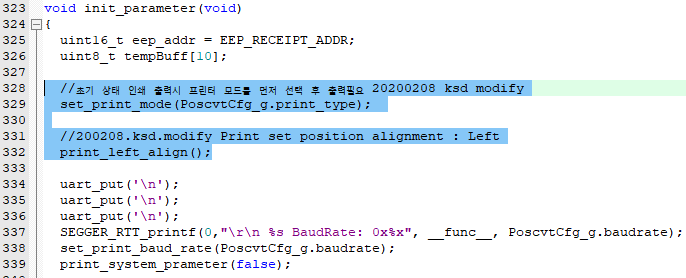 323 void init_parameter(void)
324 {
325 uint16_t eep_addr = EEP_RECEIPT_ADDR;
326 uint8_t tempBuff[10];
327
328 //초기 상태 인쇄 출력시 프린터 모드를 먼저 선택 후 출력필요 20200208 ksd modify
329 set_print_mode(PoscvtCfg_g.print_type);
330
331 //200208.ksd.modify Print set position alignment : Left
332 print_left_align();
333
334 uart_put('\n');
335 uart_put('\n');
336 uart_put('\n');
337 SEGGER_RTT_printf(0,"\r\n %s BaudRate: 0x%x", __func__, PoscvtCfg_g.baudrate);
338 set_print_baud_rate(PoscvtCfg_g.baudrate);
339 print_system_prameter(false);